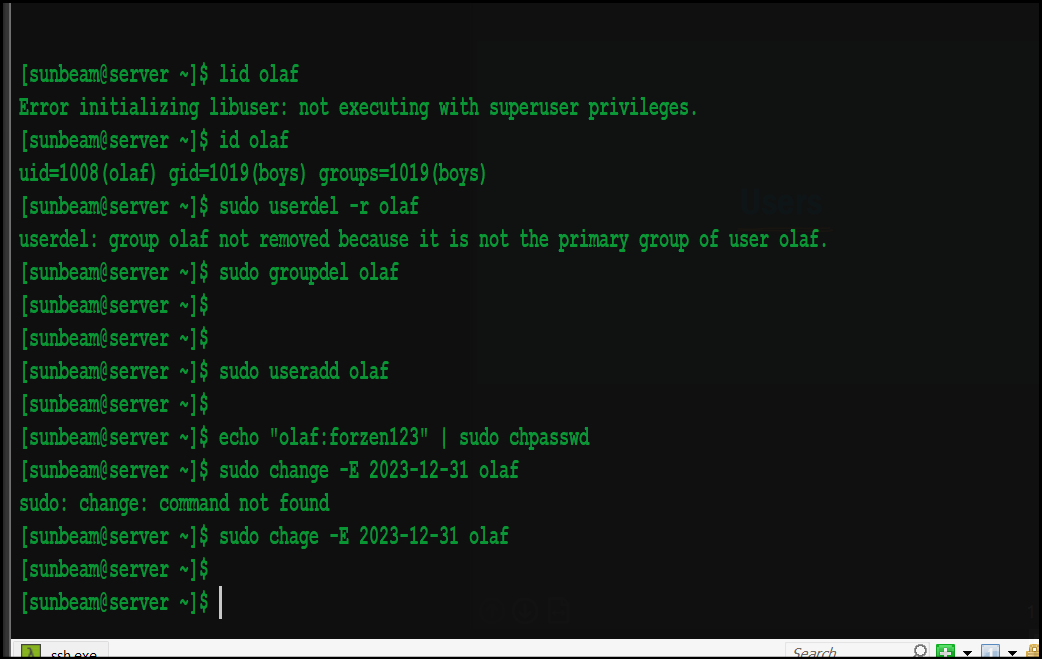 [sunbeam@server ~]$ lid olaf
Error initializing libuser: not executing with superuser privileges.
[sunbeam@server ~]$ id olaf
uid=1008(olaf) gid=1019(boys) groups=1019(boys)
[sunbeam@server ~]$ sudo userdel -r olaf
Users
userdel: group olaf not removed because it is not the primary group of user olaf.
[sunbeam@server ~]$ sudo groupdel olaf
[sunbeam@server ~]$
[sunbeam@server ~]$
[sunbeam@server ~]$ sudo useradd olaf
[sunbeam@server ~]$
[sunbeam@server ~]$ echo "olaf:forzen123" | sudo chpasswd
[sunbeam@server ~]$ sudo change -E 2023-12-31 olaf
sudo: change: command not found
[sunbeam@server ~]$ sudo chage -E 2023-12-31 olaf
[sunbeam@server ~]$
[sunbeam@server ~]$
ssh.exe
Search